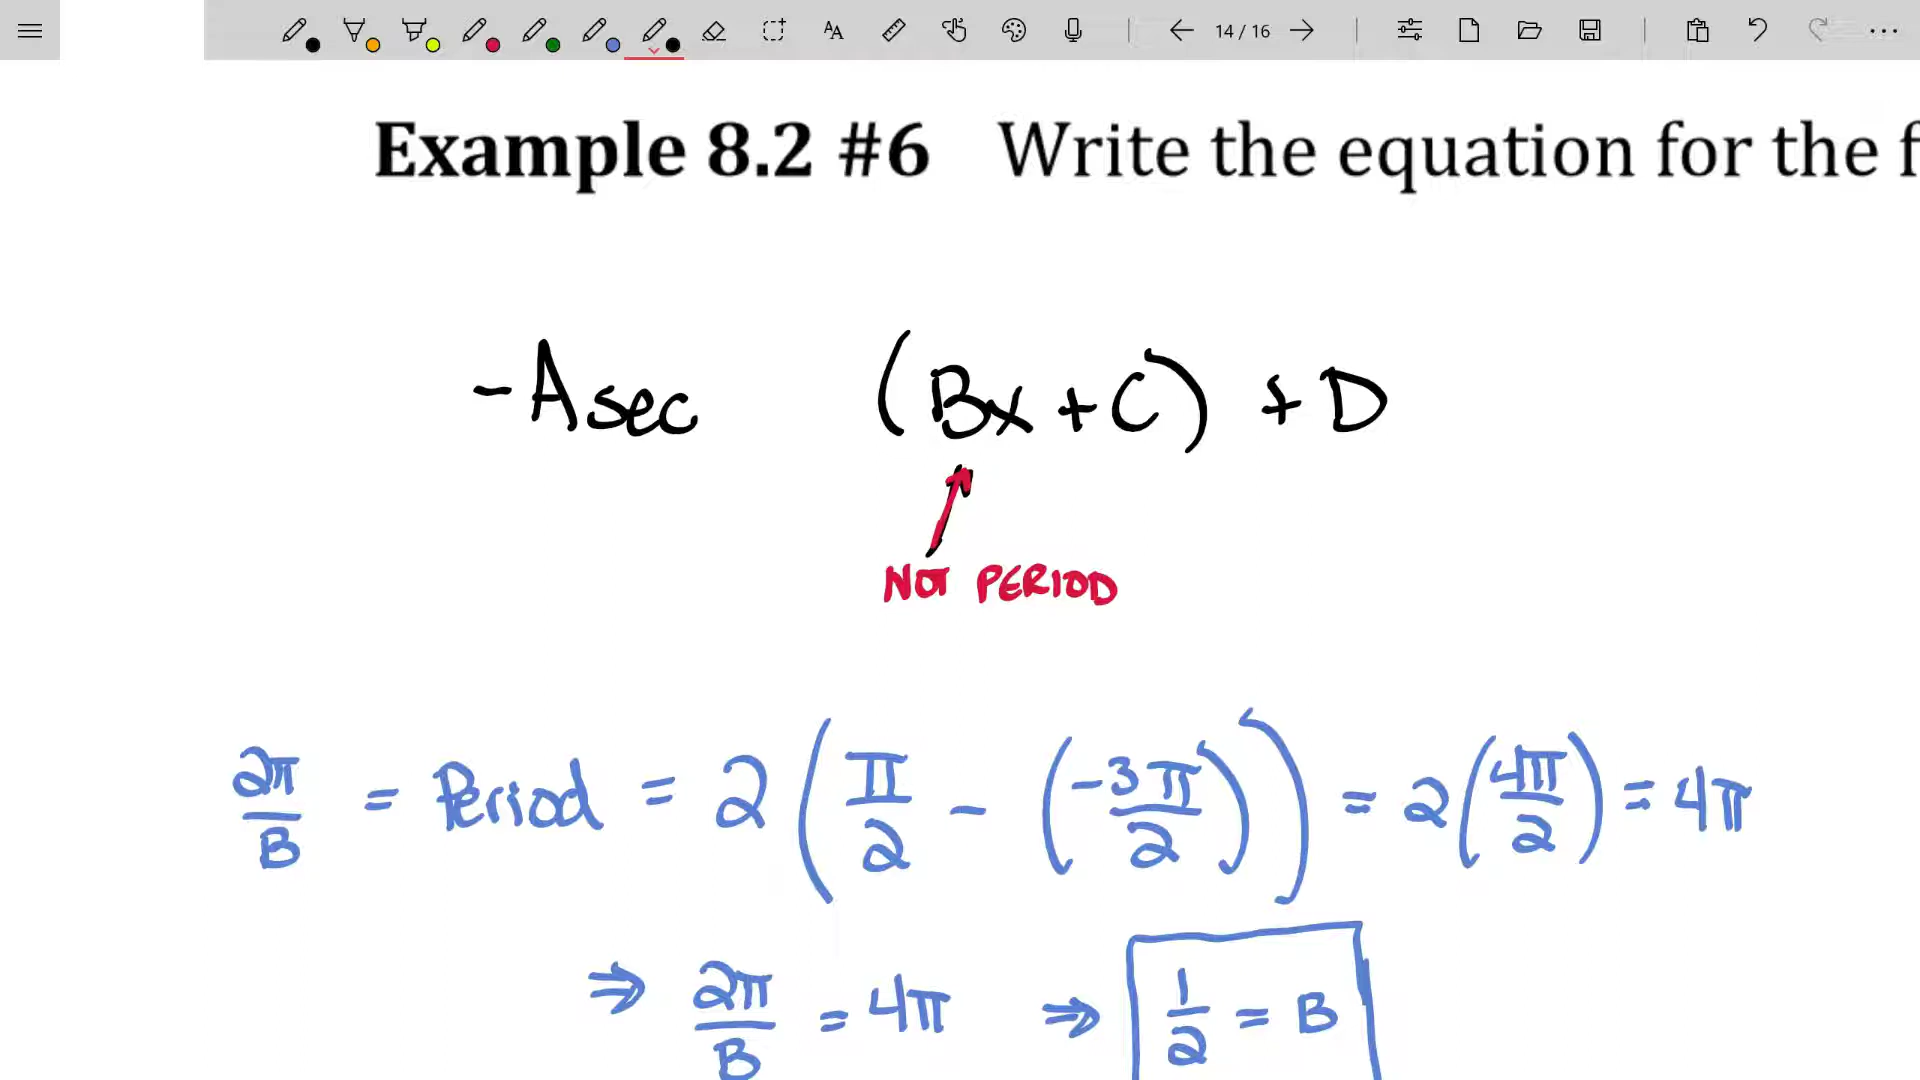 14 / 16
Example 8.2 #6 Write the equation for the f
-Asec (Bx + C) + D
NOT PERIOD
2π/B = Period = 2(π/2 - (-3π/2)) = 2(4π/2) = 4π
⇒ 2π/B = 4π ⇒ 1/2 = B